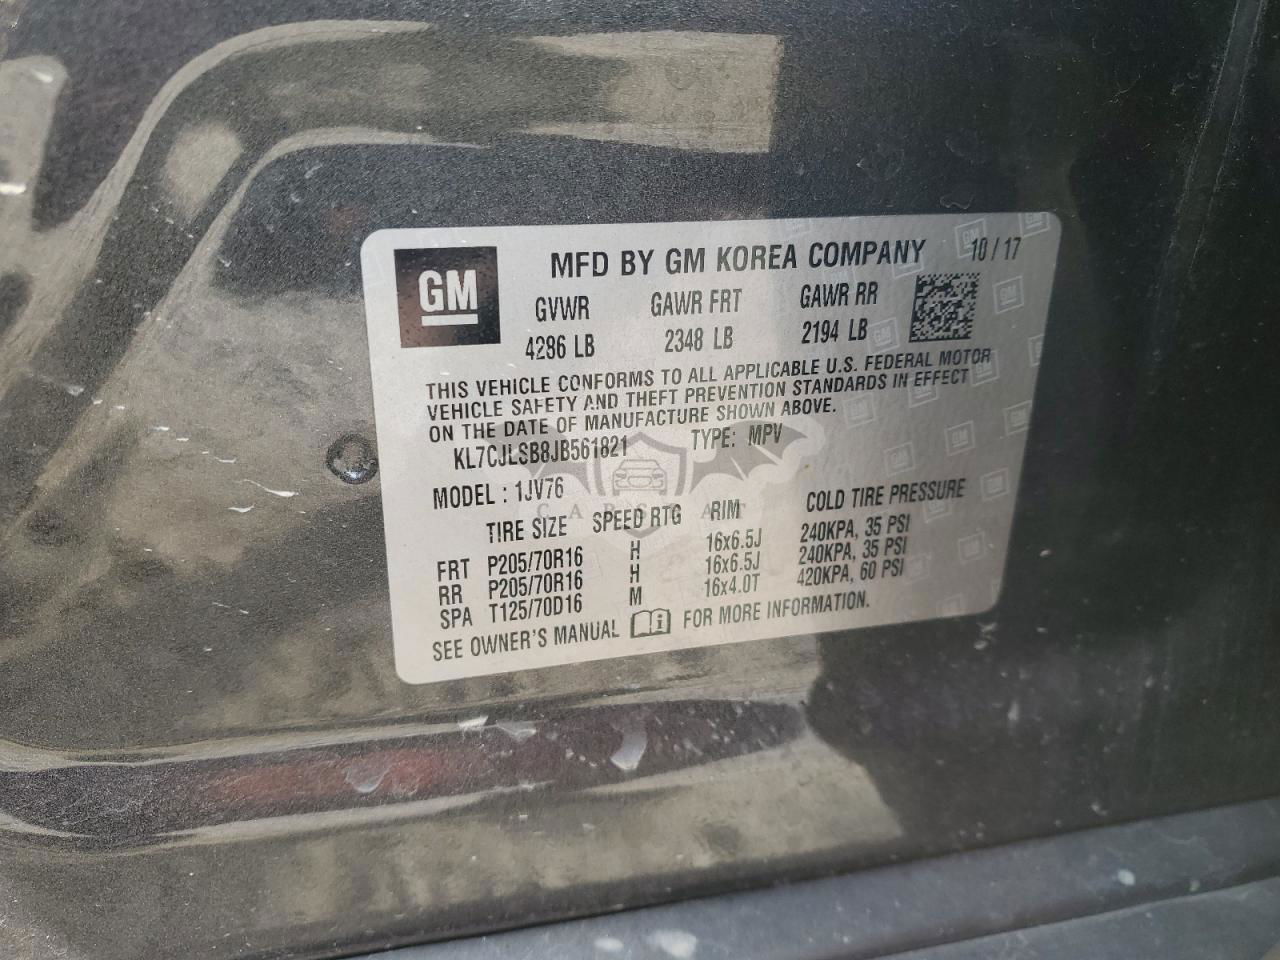 GM
MFD BY GM KOREA COMPANY 10/17
GVWR GAWR FRT GAWR RR
4286 LB 2348 LB 2194 LB
THIS VEHICLE CONFORMS TO ALL APPLICABLE U.S. FEDERAL MOTOR
VEHICLE SAFETY AND THEFT PREVENTION STANDARDS IN EFFECT
ON THE DATE OF MANUFACTURE SHOWN ABOVE.
KL7CJLSB8JB561821 TYPE: MPV
MODEL : 1JV76
TIRE SIZE SPEED RTG RIM COLD TIRE PRESSURE
FRT P205/70R16 H 16x6.5J 240KPA, 35 PSI
RR P205/70R16 H 16x6.5J 240KPA, 35 PSI
SPA T125/70D16 M 16x4.0T 420KPA, 60 PSI
SEE OWNER'S MANUAL FOR MORE INFORMATION.